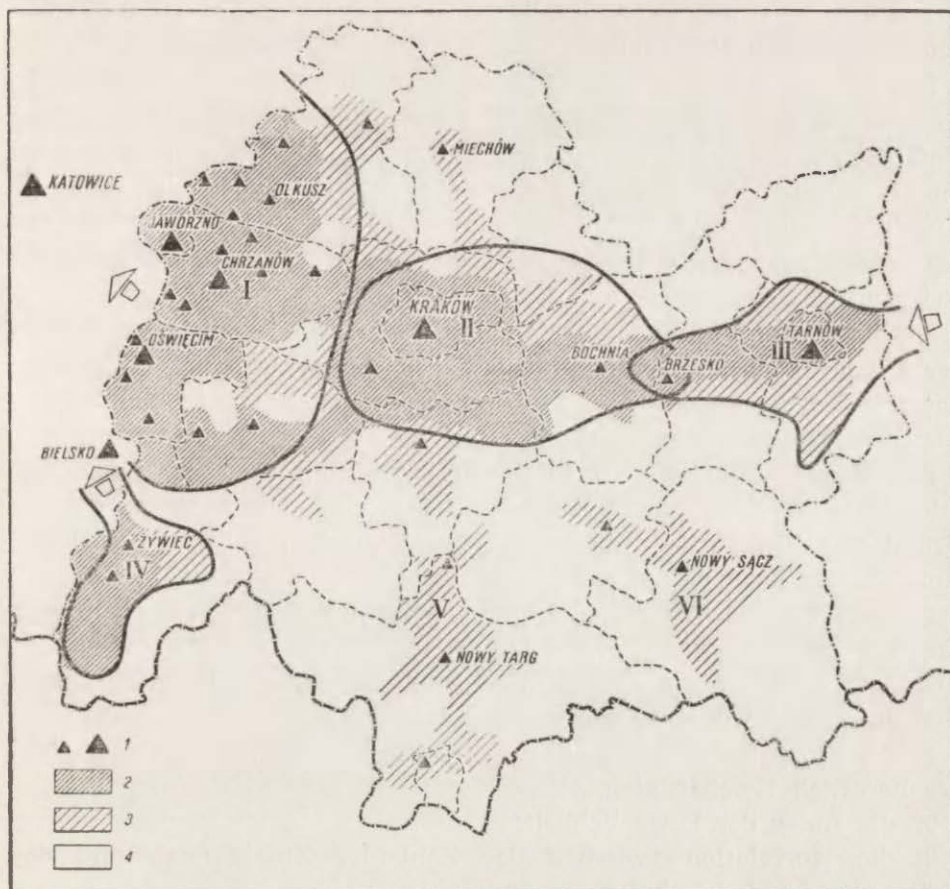 MIECHÓW
KATOWICE
OLKUSZ
JAWORZNO
CHRZANÓW
I
KRAKÓW
II
OŚWIĘCIM
TARNÓW
III
BOCHNIA
BRZESKO
BIELSKO
ŻYWIEC
IV
NOWY SĄCZ
V
VI
NOWY TARG
1
2
3
4